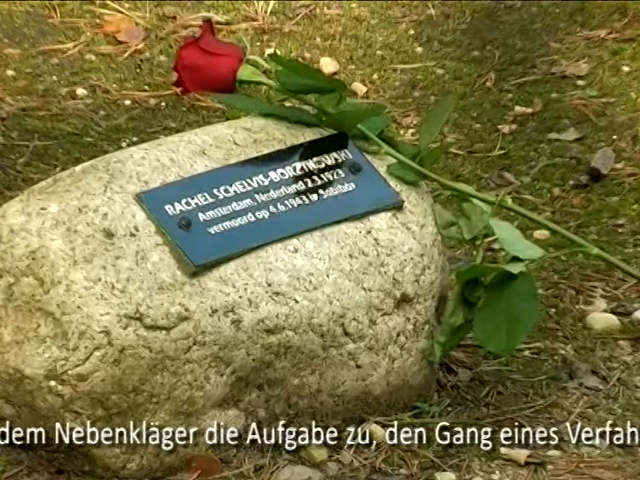 RACHEL SCHELVIS-BORZYKOWSKI
Amsterdam, Nederland 2.3.1923
vermoord op 4.6.1943 in Sobibor
dem Nebenkläger die Aufgabe zu, den Gang eines Verfah